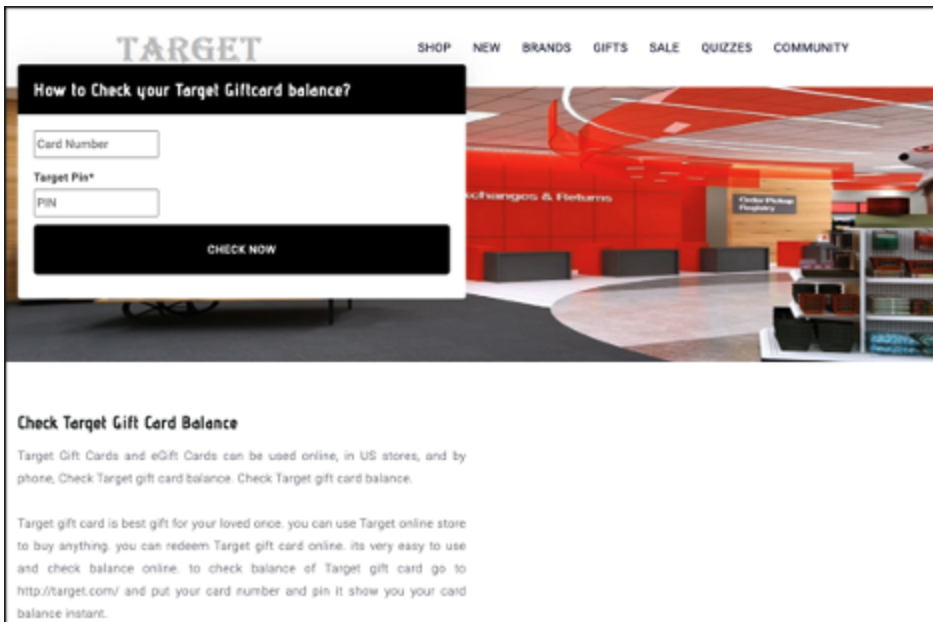 TARGET
SHOP NEW BRANDS GIFTS SALE QUIZZES COMMUNITY
How to Check your Target Giftcard balance?
Card Number
Target Pin*
PIN
CHECK NOW
xchanges & Returns
Order Pickup
Registry
Check Target Gift Card Balance
Target Gift Cards and eGift Cards can be used online, in US stores, and by
phone, Check Target gift card balance. Check Target gift card balance.
Target gift card is best gift for your loved once. you can use Target online store
to buy anything. you can redeem Target gift card online. its very easy to use
and check balance online. to check balance of Target gift card go to
http://target.com/ and put your card number and pin it show you your card
balance instant.